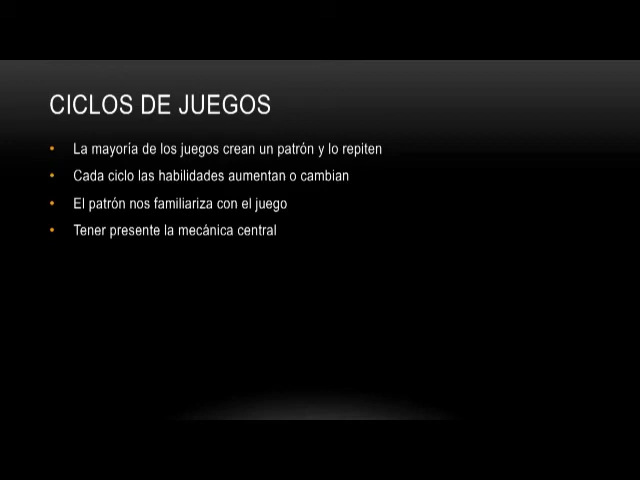 CICLOS DE JUEGOS
• La mayoría de los juegos crean un patrón y lo repiten
• Cada ciclo las habilidades aumentan o cambian
• El patrón nos familiariza con el juego
• Tener presente la mecánica central